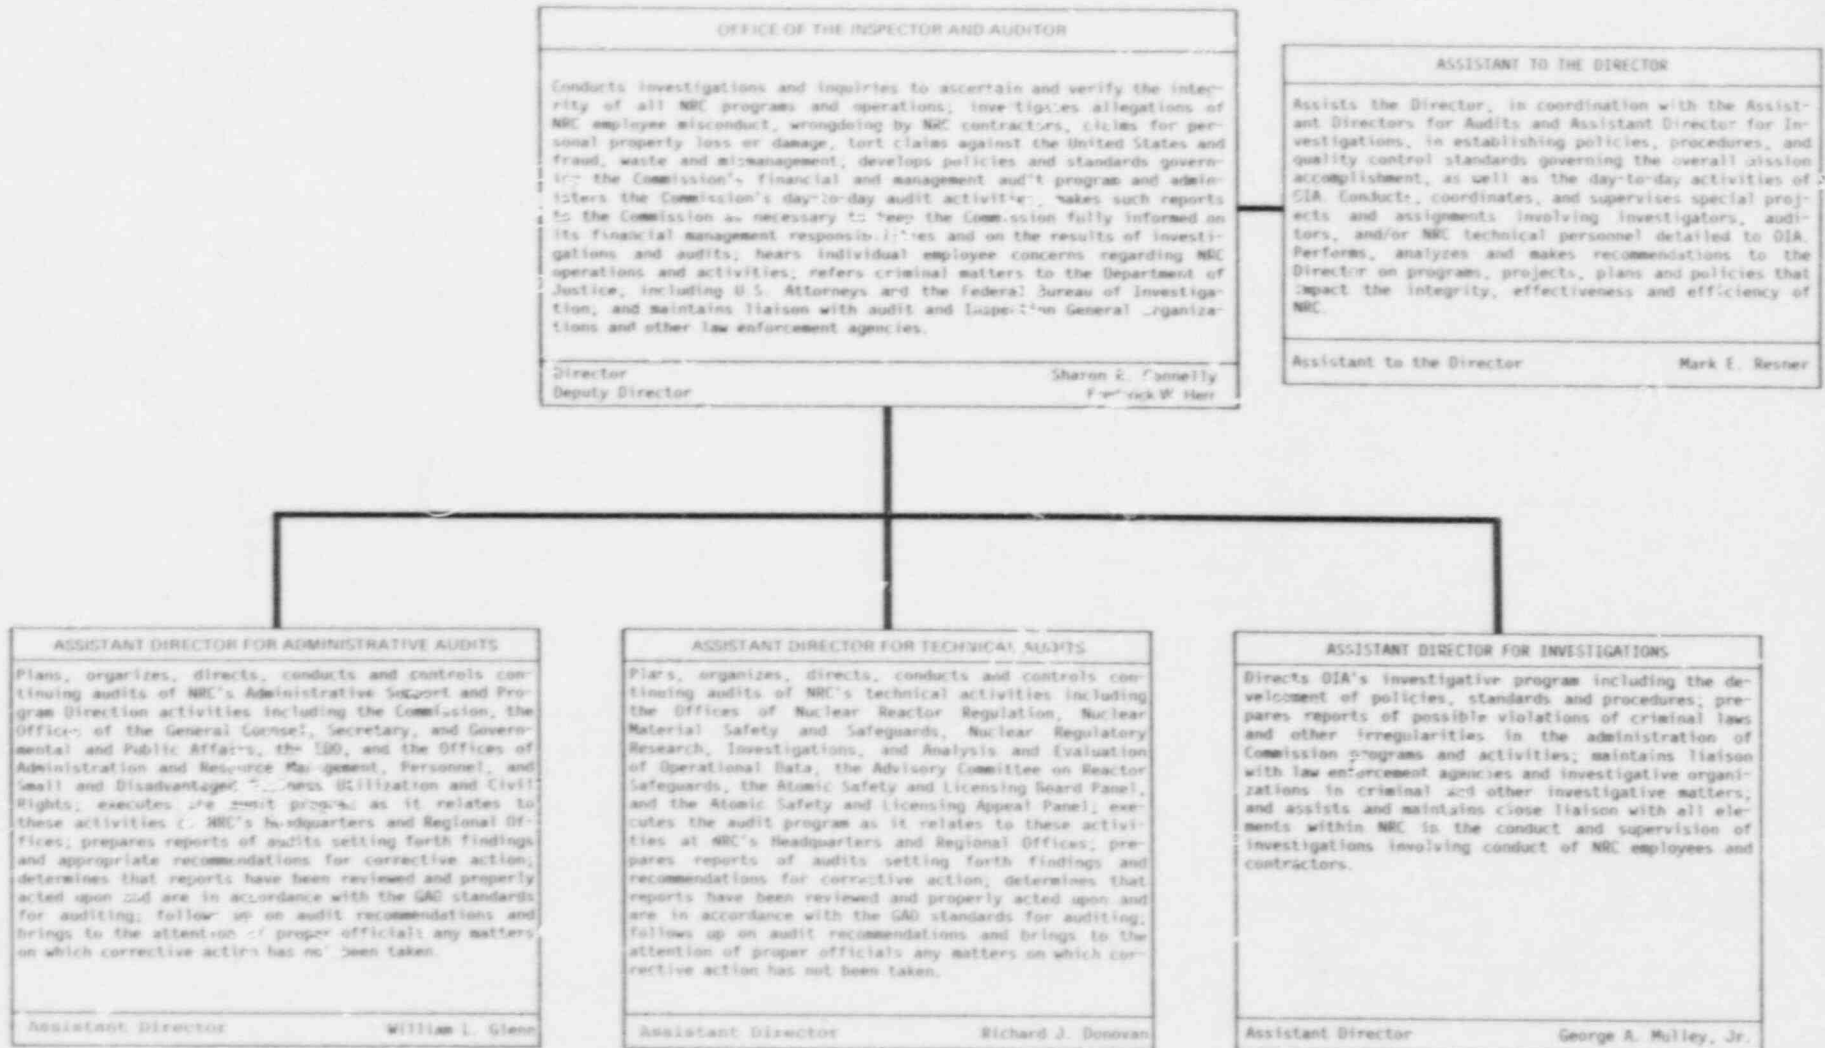 OFFICE OF THE INSPECTOR AND AUDITOR
Conducts investigations and inquiries to ascertain and verify the integ-
rity of all NRC programs and operations; investigates allegations of
NRC employee misconduct, wrongdoing by NRC contractors, claims for per-
sonal property loss or damage, tort claims against the United States and
fraud, waste and mismanagement; develops policies and standards govern-
ing the Commission's financial and management audit program and admin-
isters the Commission's day-to-day audit activities; makes such reports
to the Commission as necessary to keep the Commission fully informed on
its financial management responsibilities and on the results of investi-
gations and audits; hears individual employee concerns regarding NRC
operations and activities; refers criminal matters to the Department of
Justice, including U.S. Attorneys and the Federal Bureau of Investiga-
tion; and maintains liaison with audit and Inspection General organiza-
tions and other law enforcement agencies.
Director Sharon R. Connelly
Deputy Director Fredrick W. Herr
ASSISTANT TO THE DIRECTOR
Assists the Director, in coordination with the Assist-
ant Directors for Audits and Assistant Director for In-
vestigations, in establishing policies, procedures, and
quality control standards governing the overall mission
accomplishment, as well as the day-to-day activities of
OIA. Conducts, coordinates, and supervises special proj-
ects and assignments involving investigators, audi-
tors, and/or NRC technical personnel detailed to OIA.
Performs, analyzes and makes recommendations to the
Director on programs, projects, plans and policies that
impact the integrity, effectiveness and efficiency of
NRC.
Assistant to the Director Mark E. Resner
ASSISTANT DIRECTOR FOR ADMINISTRATIVE AUDITS
Plans, organizes, directs, conducts and controls con-
tinuing audits of NRC's Administrative Support and Pro-
gram Direction activities including the Commission, the
Offices of the General Counsel, Secretary, and Govern-
mental and Public Affairs, the EDO, and the Offices of
Administration and Resource Management, Personnel, and
Small and Disadvantaged Business Utilization and Civil
Rights; executes the audit program as it relates to
these activities at NRC's headquarters and Regional Of-
fices; prepares reports of audits setting forth findings
and appropriate recommendations for corrective action;
determines that reports have been reviewed and properly
acted upon and are in accordance with the GAO standards
for auditing; follows up on audit recommendations and
brings to the attention of proper officials any matters
on which corrective action has not been taken.
Assistant Director William L. Glenn
ASSISTANT DIRECTOR FOR TECHNICAL AUDITS
Plans, organizes, directs, conducts and controls con-
tinuing audits of NRC's technical activities including
the Offices of Nuclear Reactor Regulation, Nuclear
Material Safety and Safeguards, Nuclear Regulatory
Research, Investigations, and Analysis and Evaluation
of Operational Data, the Advisory Committee on Reactor
Safeguards, the Atomic Safety and Licensing Board Panel,
and the Atomic Safety and Licensing Appeal Panel; exe-
cutes the audit program as it relates to these activi-
ties at NRC's Headquarters and Regional Offices; pre-
pares reports of audits setting forth findings and
recommendations for corrective action; determines that
reports have been reviewed and properly acted upon and
are in accordance with the GAO standards for auditing;
follows up on audit recommendations and brings to the
attention of proper officials any matters on which cor-
rective action has not been taken.
Assistant Director Richard J. Donovan
ASSISTANT DIRECTOR FOR INVESTIGATIONS
Directs OIA's investigative program including the de-
velopment of policies, standards and procedures; pre-
pares reports of possible violations of criminal laws
and other irregularities in the administration of
Commission programs and activities; maintains liaison
with law enforcement agencies and investigative organi-
zations in criminal and other investigative matters;
and assists and maintains close liaison with all ele-
ments within NRC in the conduct and supervision of
investigations involving conduct of NRC employees and
contractors.
Assistant Director George A. Mulley, Jr.